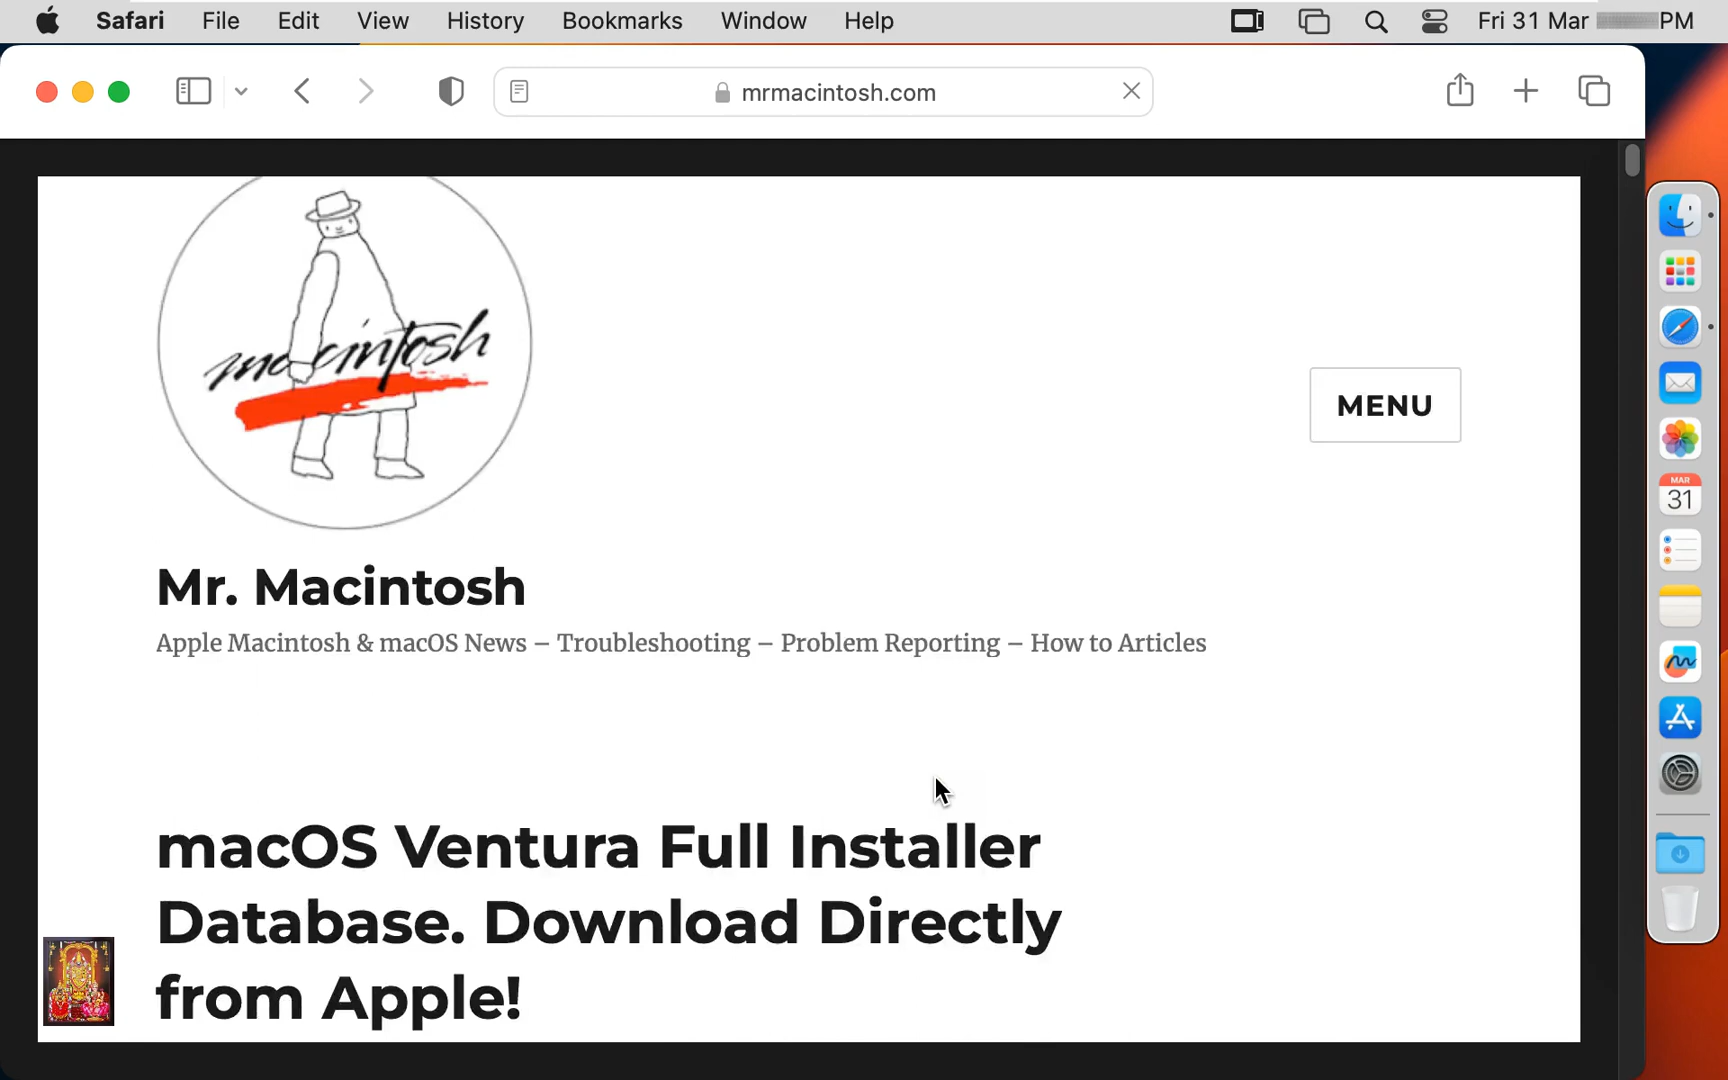 Safari File Edit View History Bookmarks Window Help Fri 31 Mar PM
mrmacintosh.com
macintosh
MENU
Mr. Macintosh
Apple Macintosh & macOS News – Troubleshooting – Problem Reporting – How to Articles
macOS Ventura Full Installer
Database. Download Directly
from Apple!
MAR
31